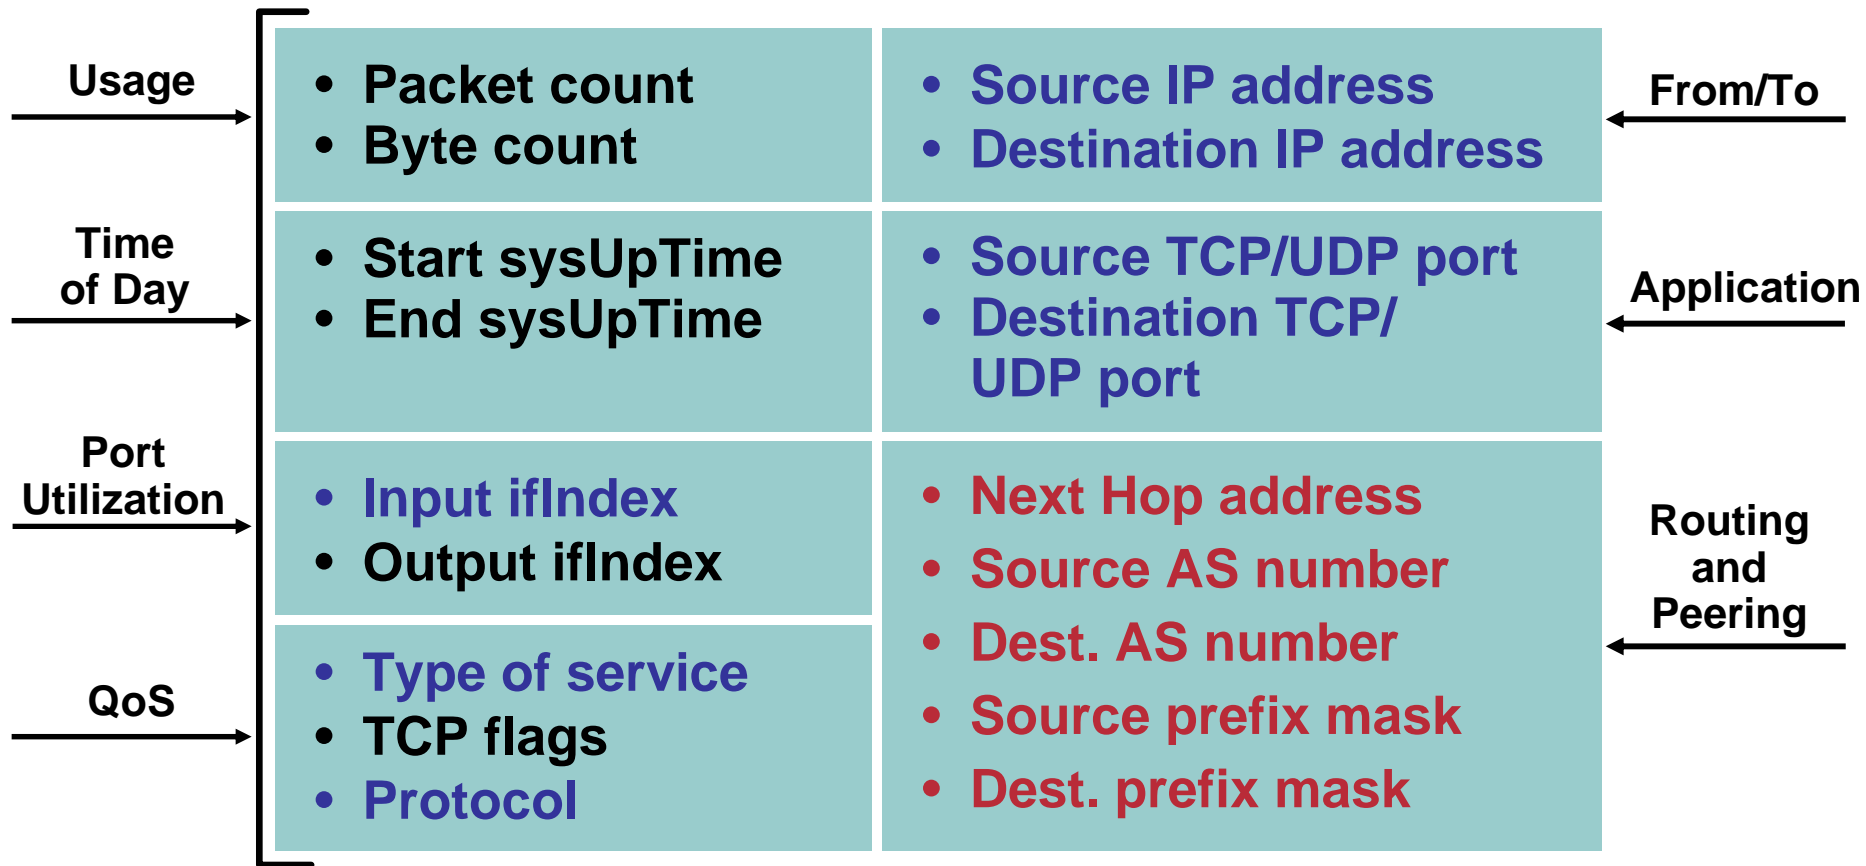 Usage
• Packet count
• Byte count
• Source IP address
• Destination IP address
From/To
Time
of Day
• Start sysUpTime
• End sysUpTime
• Source TCP/UDP port
• Destination TCP/
UDP port
Application
Port
Utilization
• Input ifIndex
• Output ifIndex
QoS
• Type of service
• TCP flags
• Protocol
• Next Hop address
• Source AS number
• Dest. AS number
• Source prefix mask
• Dest. prefix mask
Routing
and
Peering